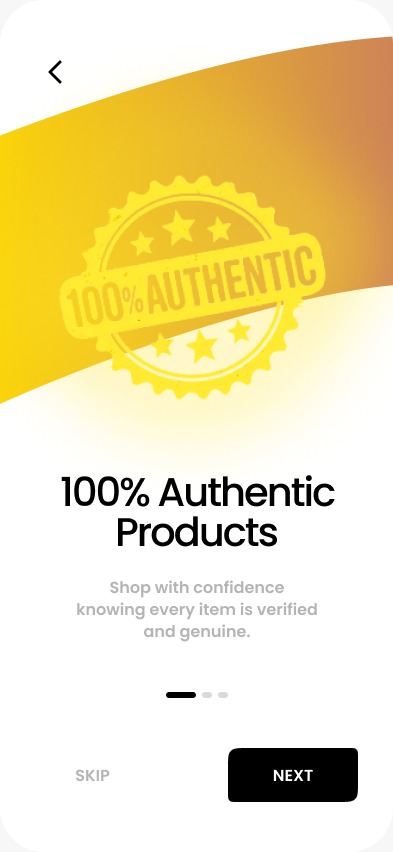 100% AUTHENTIC
100% Authentic
Products
Shop with confidence
knowing every item is verified
and genuine.
SKIP
NEXT